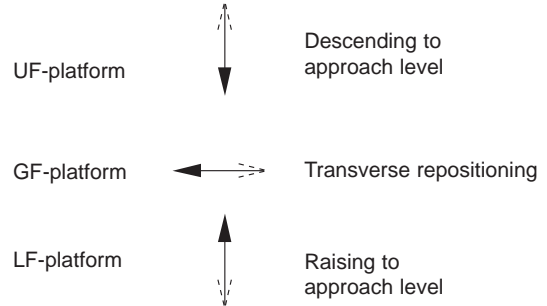 UF-platform
Descending to
approach level
GF-platform
Transverse repositioning
LF-platform
Raising to
approach level